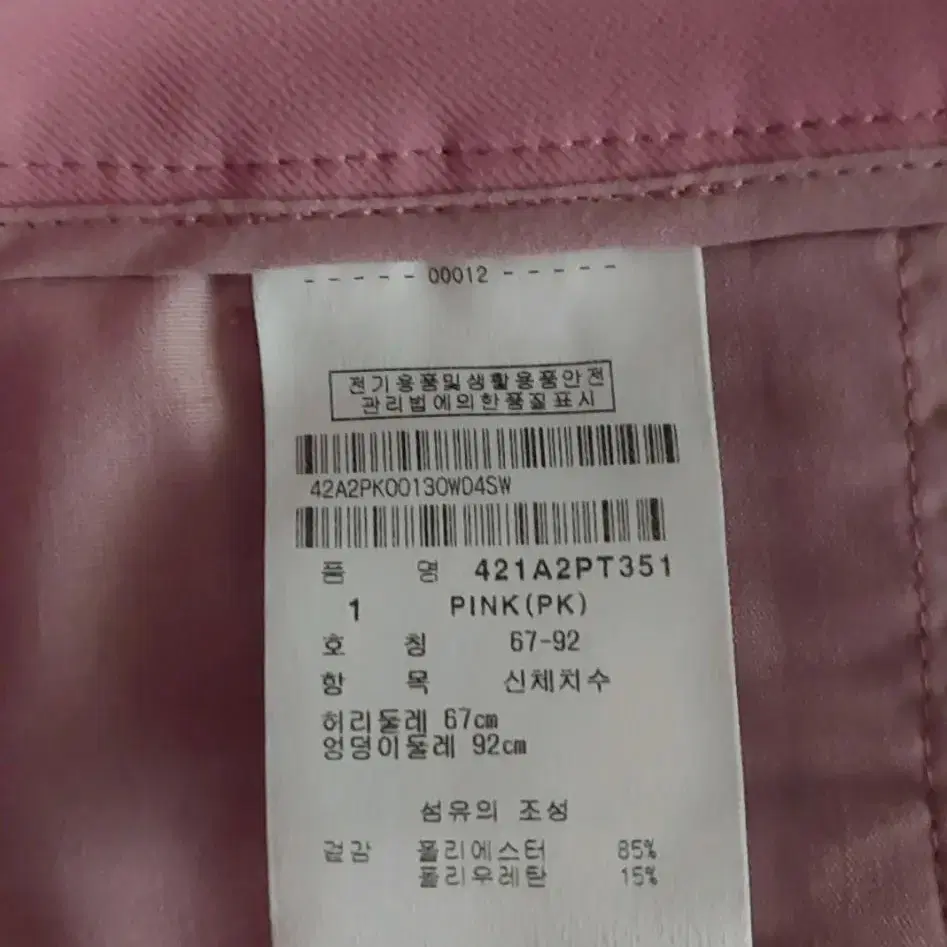 - - - - - 00012 - - - - -
전기용품및생활용품안전
관리법에의한품질표시
42A2PK00130WD4SW
품 명 421A2PT351
1 PINK(PK)
호 칭 67-92
항 목 신체치수
허리둘레 67cm
엉덩이둘레 92cm
섬유의 조성
겉감 폴리에스터 85%
폴리우레탄 15%